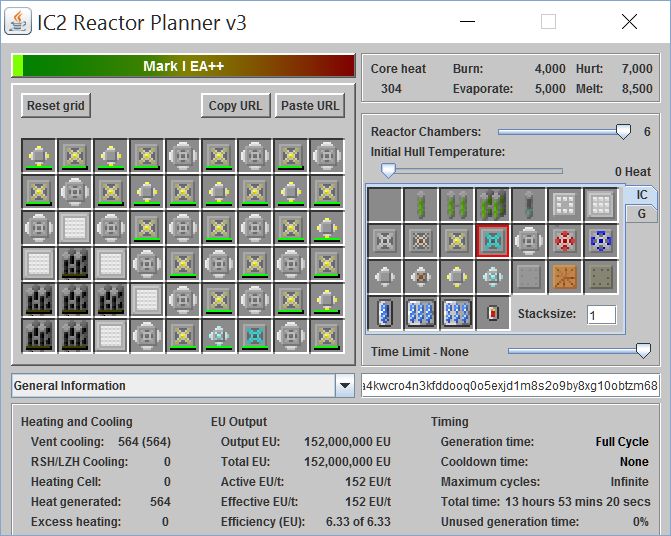 IC2 Reactor Planner v3
Mark I EA++
Core heat Burn: 4,000 Hurt: 7,000
304 Evaporate: 5,000 Melt: 8,500
Reset grid Copy URL Paste URL
Reactor Chambers: 6
Initial Hull Temperature:
0 Heat
IC
G
Stacksize: 1
Time Limit - None
General Information
a4kwcro4n3kfddooq0o5exjd1m8s2o9by8xg10obtzm68
Heating and Cooling EU Output Timing
Vent cooling: 564 (564) Output EU: 152,000,000 EU Generation time: Full Cycle
RSH/LZH Cooling: 0 Total EU: 152,000,000 EU Cooldown time: None
Heating Cell: 0 Active EU/t: 152 EU/t Maximum cycles: Infinite
Heat generated: 564 Effective EU/t: 152 EU/t Total time: 13 hours 53 mins 20 secs
Excess heating: 0 Efficiency (EU): 6.33 of 6.33 Unused generation time: 0%